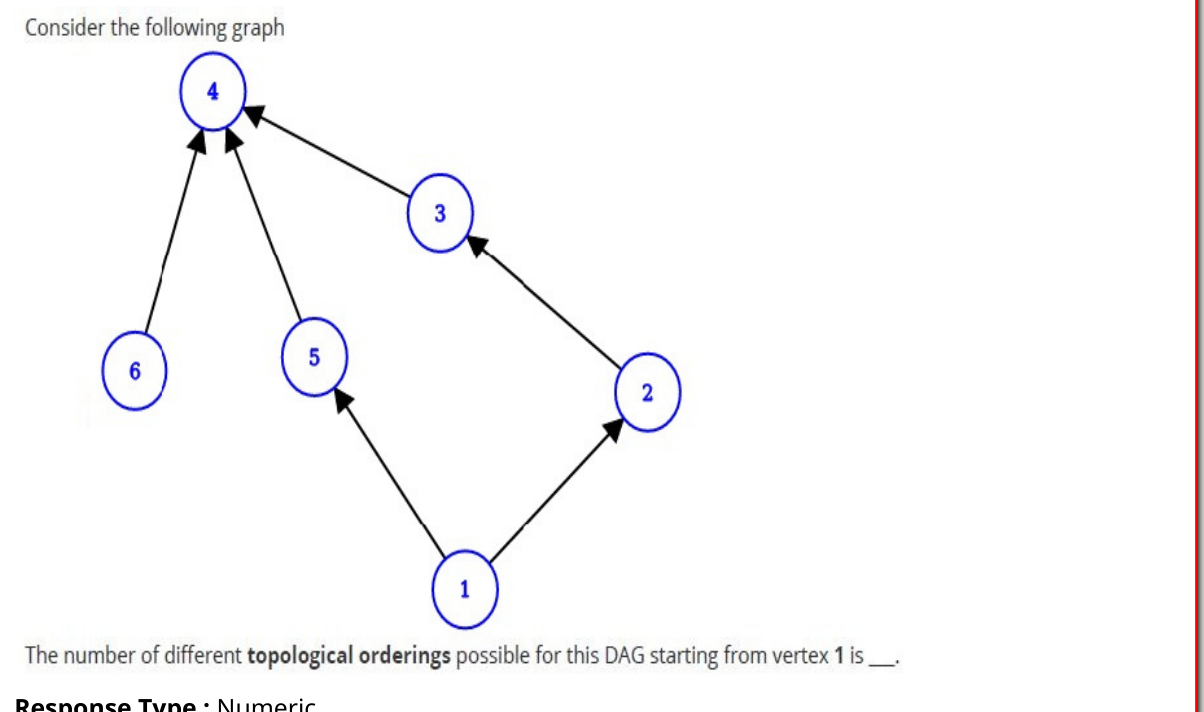 Consider the following graph
4
3
6
5
2
1
The number of different topological orderings possible for this DAG starting from vertex 1 is __.
Response Type : Numeric